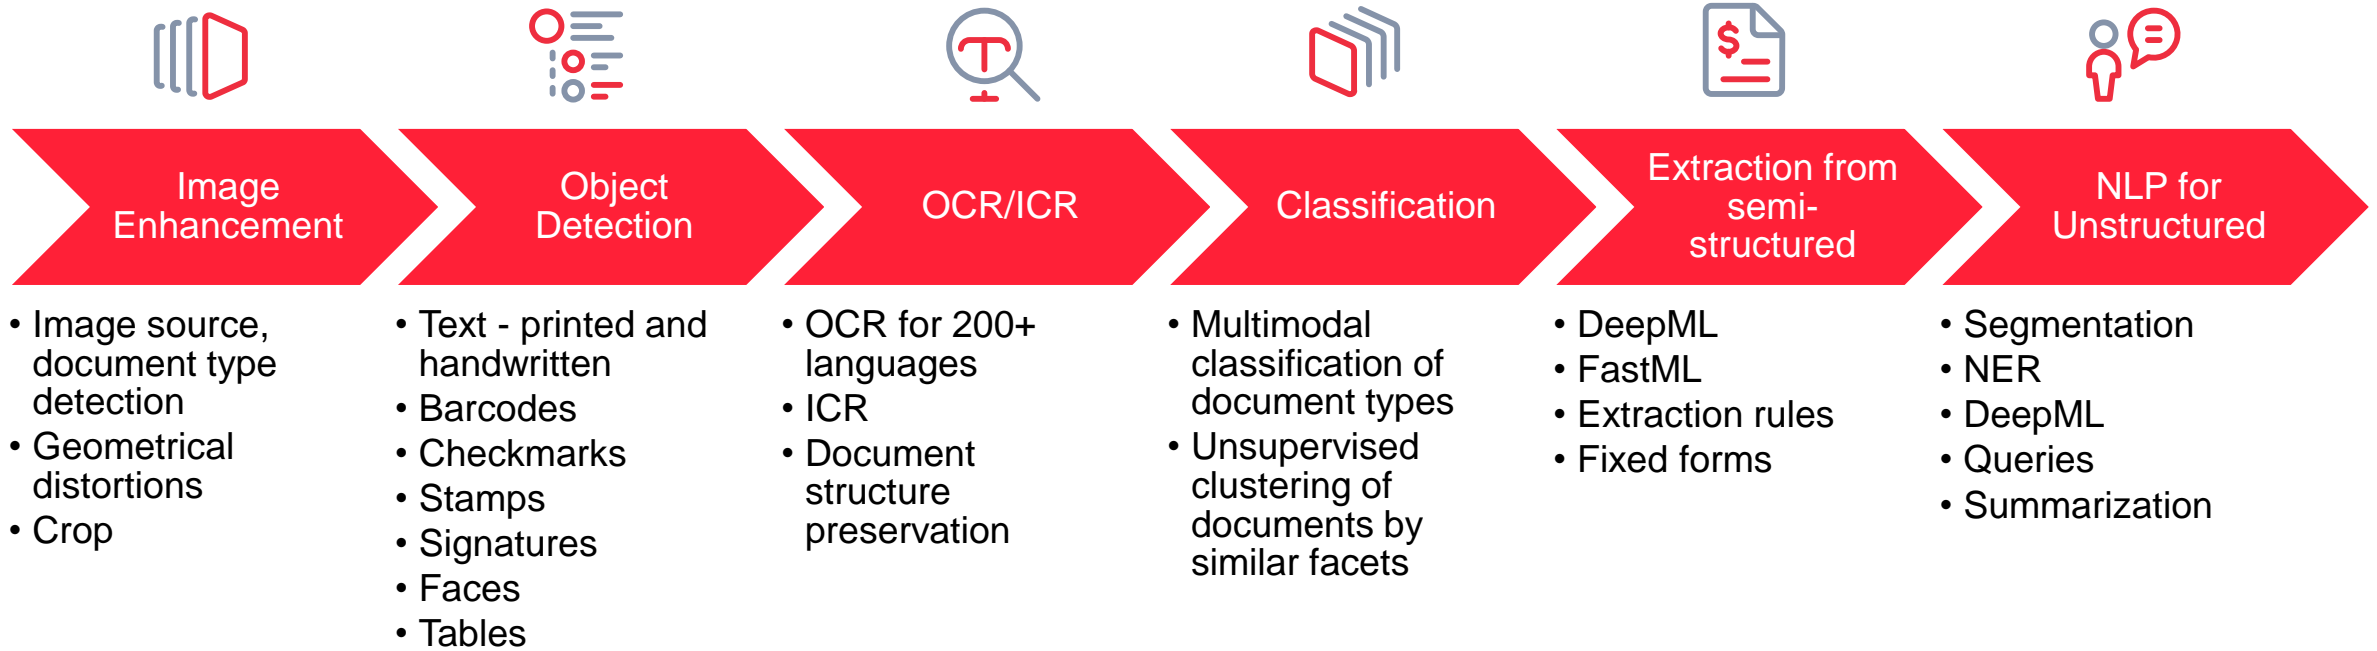 Image
Enhancement
• Image source,
document type
detection
• Geometrical
distortions
• Crop
Object
Detection
• Text - printed and
handwritten
• Barcodes
• Checkmarks
• Stamps
• Signatures
• Faces
• Tables
OCR/ICR
• OCR for 200+
languages
• ICR
• Document
structure
preservation
Classification
• Multimodal
classification of
document types
• Unsupervised
clustering of
documents by
similar facets
$
Extraction from
semi-
structured
• DeepML
• FastML
• Extraction rules
• Fixed forms
NLP for
Unstructured
• Segmentation
• NER
• DeepML
• Queries
• Summarization